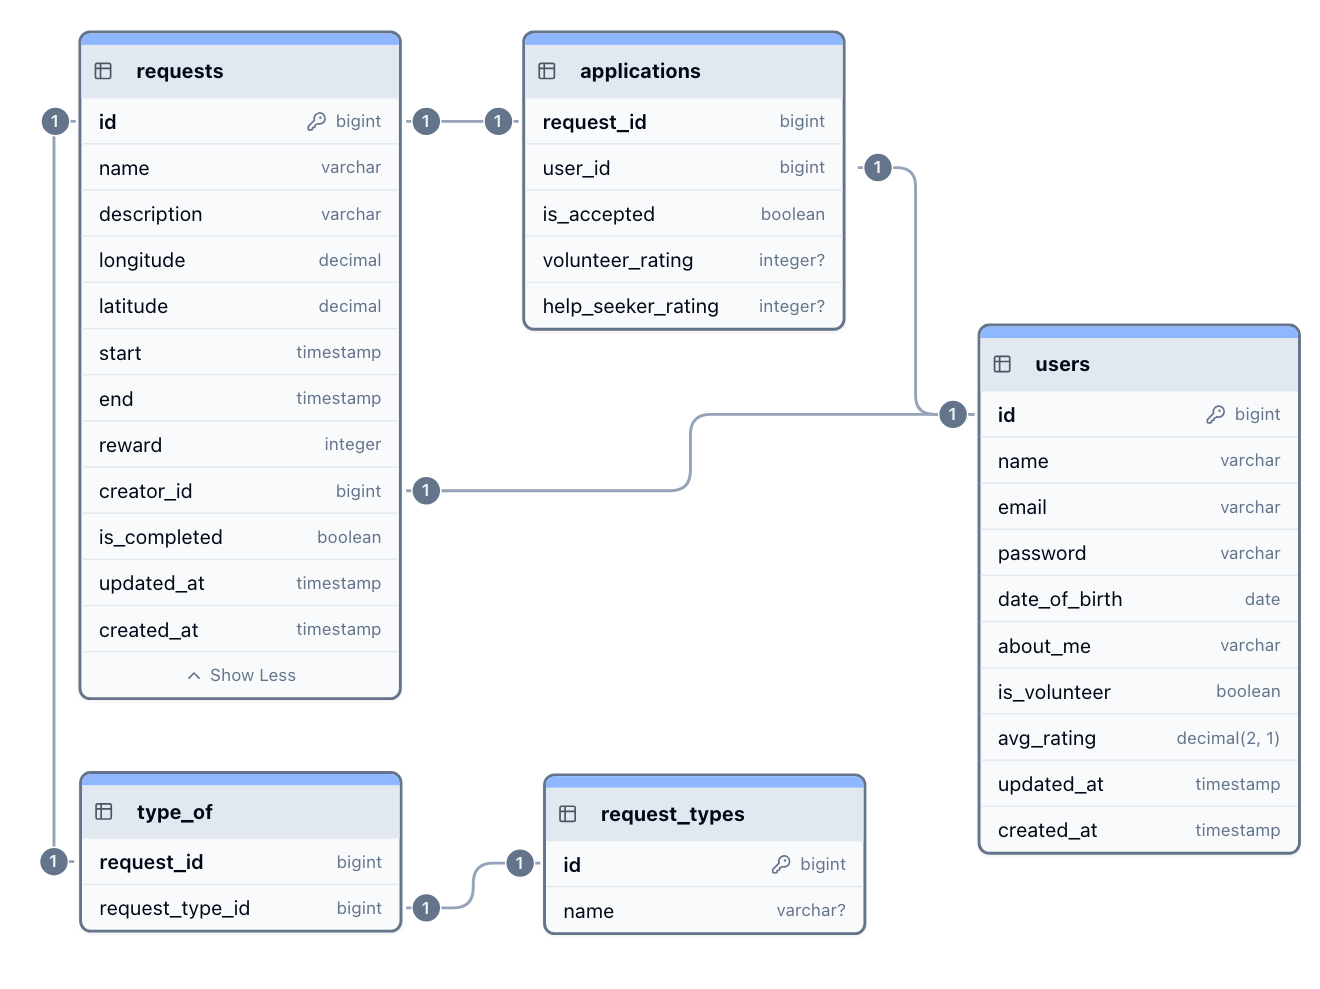 requests
1
id bigint
1
name varchar
description varchar
longitude decimal
latitude decimal
start timestamp
end timestamp
reward integer
creator_id bigint
1
is_completed boolean
updated_at timestamp
created_at timestamp
Show Less
applications
1
request_id bigint
user_id bigint
1
is_accepted boolean
volunteer_rating integer?
help_seeker_rating integer?
users
1
id bigint
name varchar
email varchar
password varchar
date_of_birth date
about_me varchar
is_volunteer boolean
avg_rating decimal(2, 1)
updated_at timestamp
created_at timestamp
type_of
1
request_id bigint
request_type_id bigint
1
request_types
1
id bigint
name varchar?